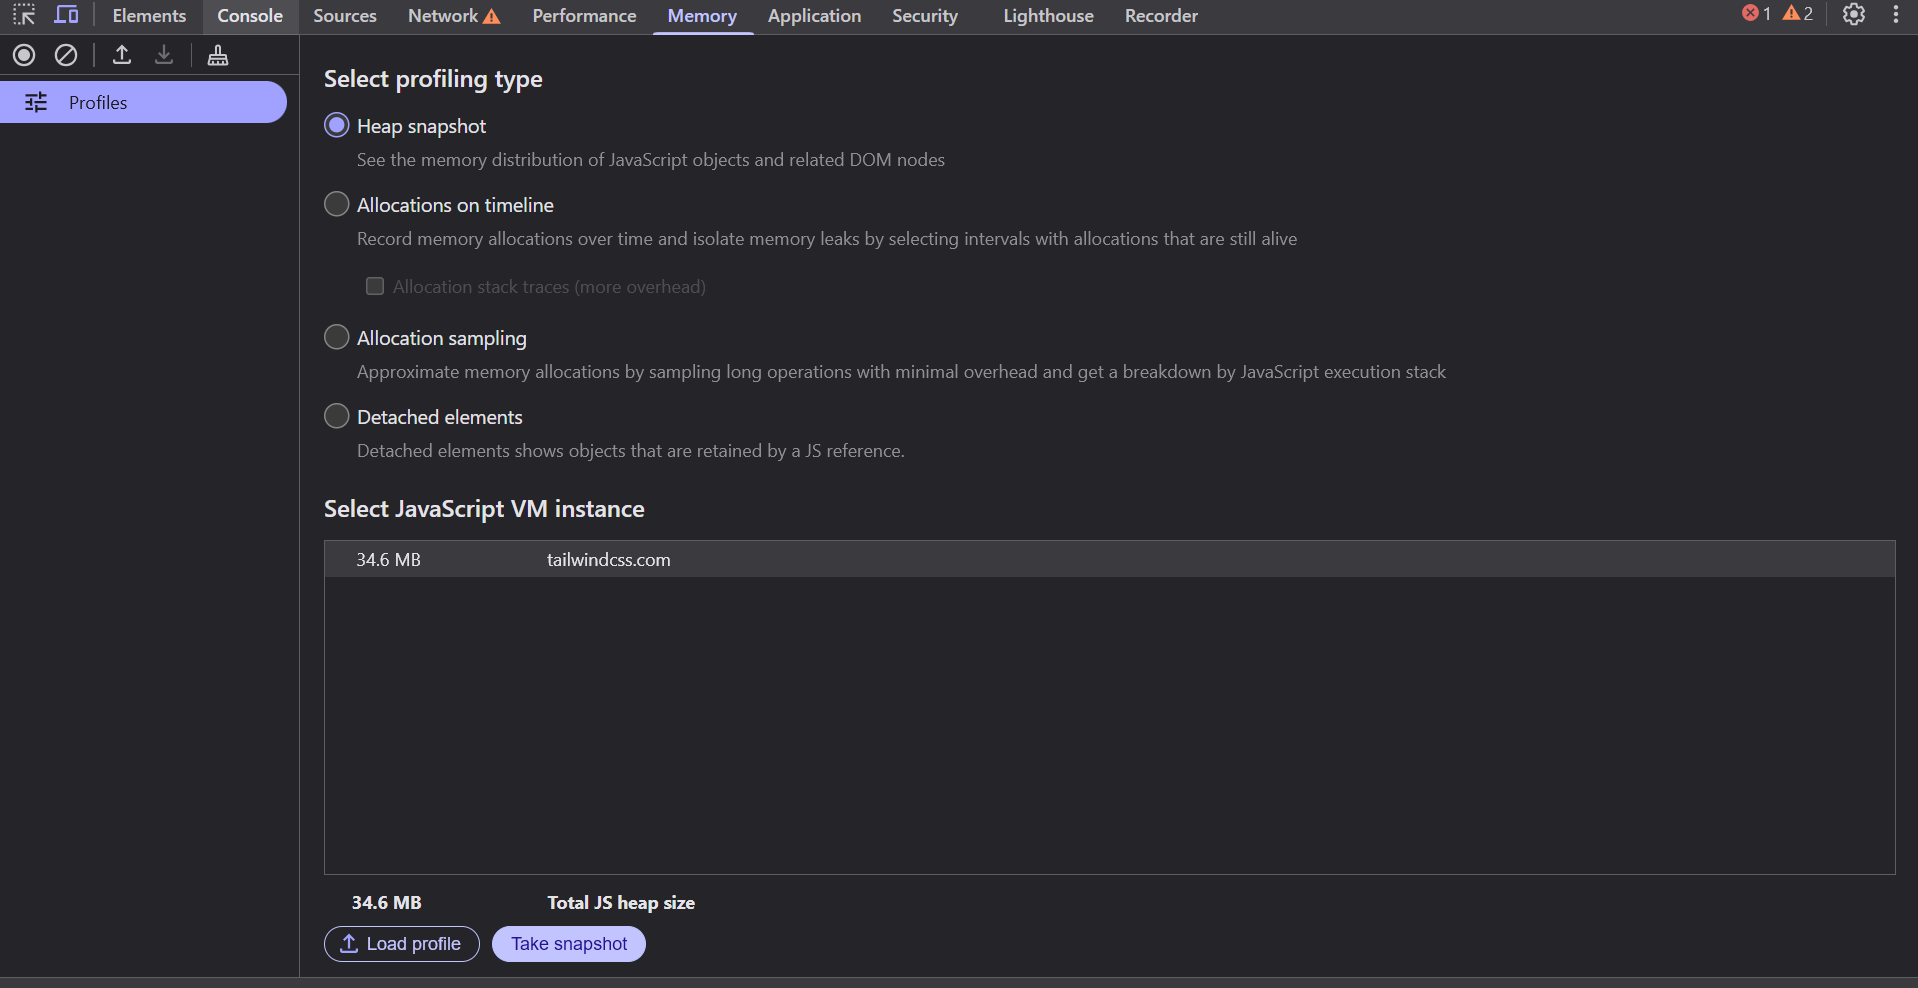 Elements Console Sources Network Performance Memory Application Security Lighthouse Recorder 1 2
Profiles
Select profiling type
Heap snapshot
See the memory distribution of JavaScript objects and related DOM nodes
Allocations on timeline
Record memory allocations over time and isolate memory leaks by selecting intervals with allocations that are still alive
Allocation stack traces (more overhead)
Allocation sampling
Approximate memory allocations by sampling long operations with minimal overhead and get a breakdown by JavaScript execution stack
Detached elements
Detached elements shows objects that are retained by a JS reference.
Select JavaScript VM instance
34.6 MB tailwindcss.com
34.6 MB Total JS heap size
Load profile Take snapshot